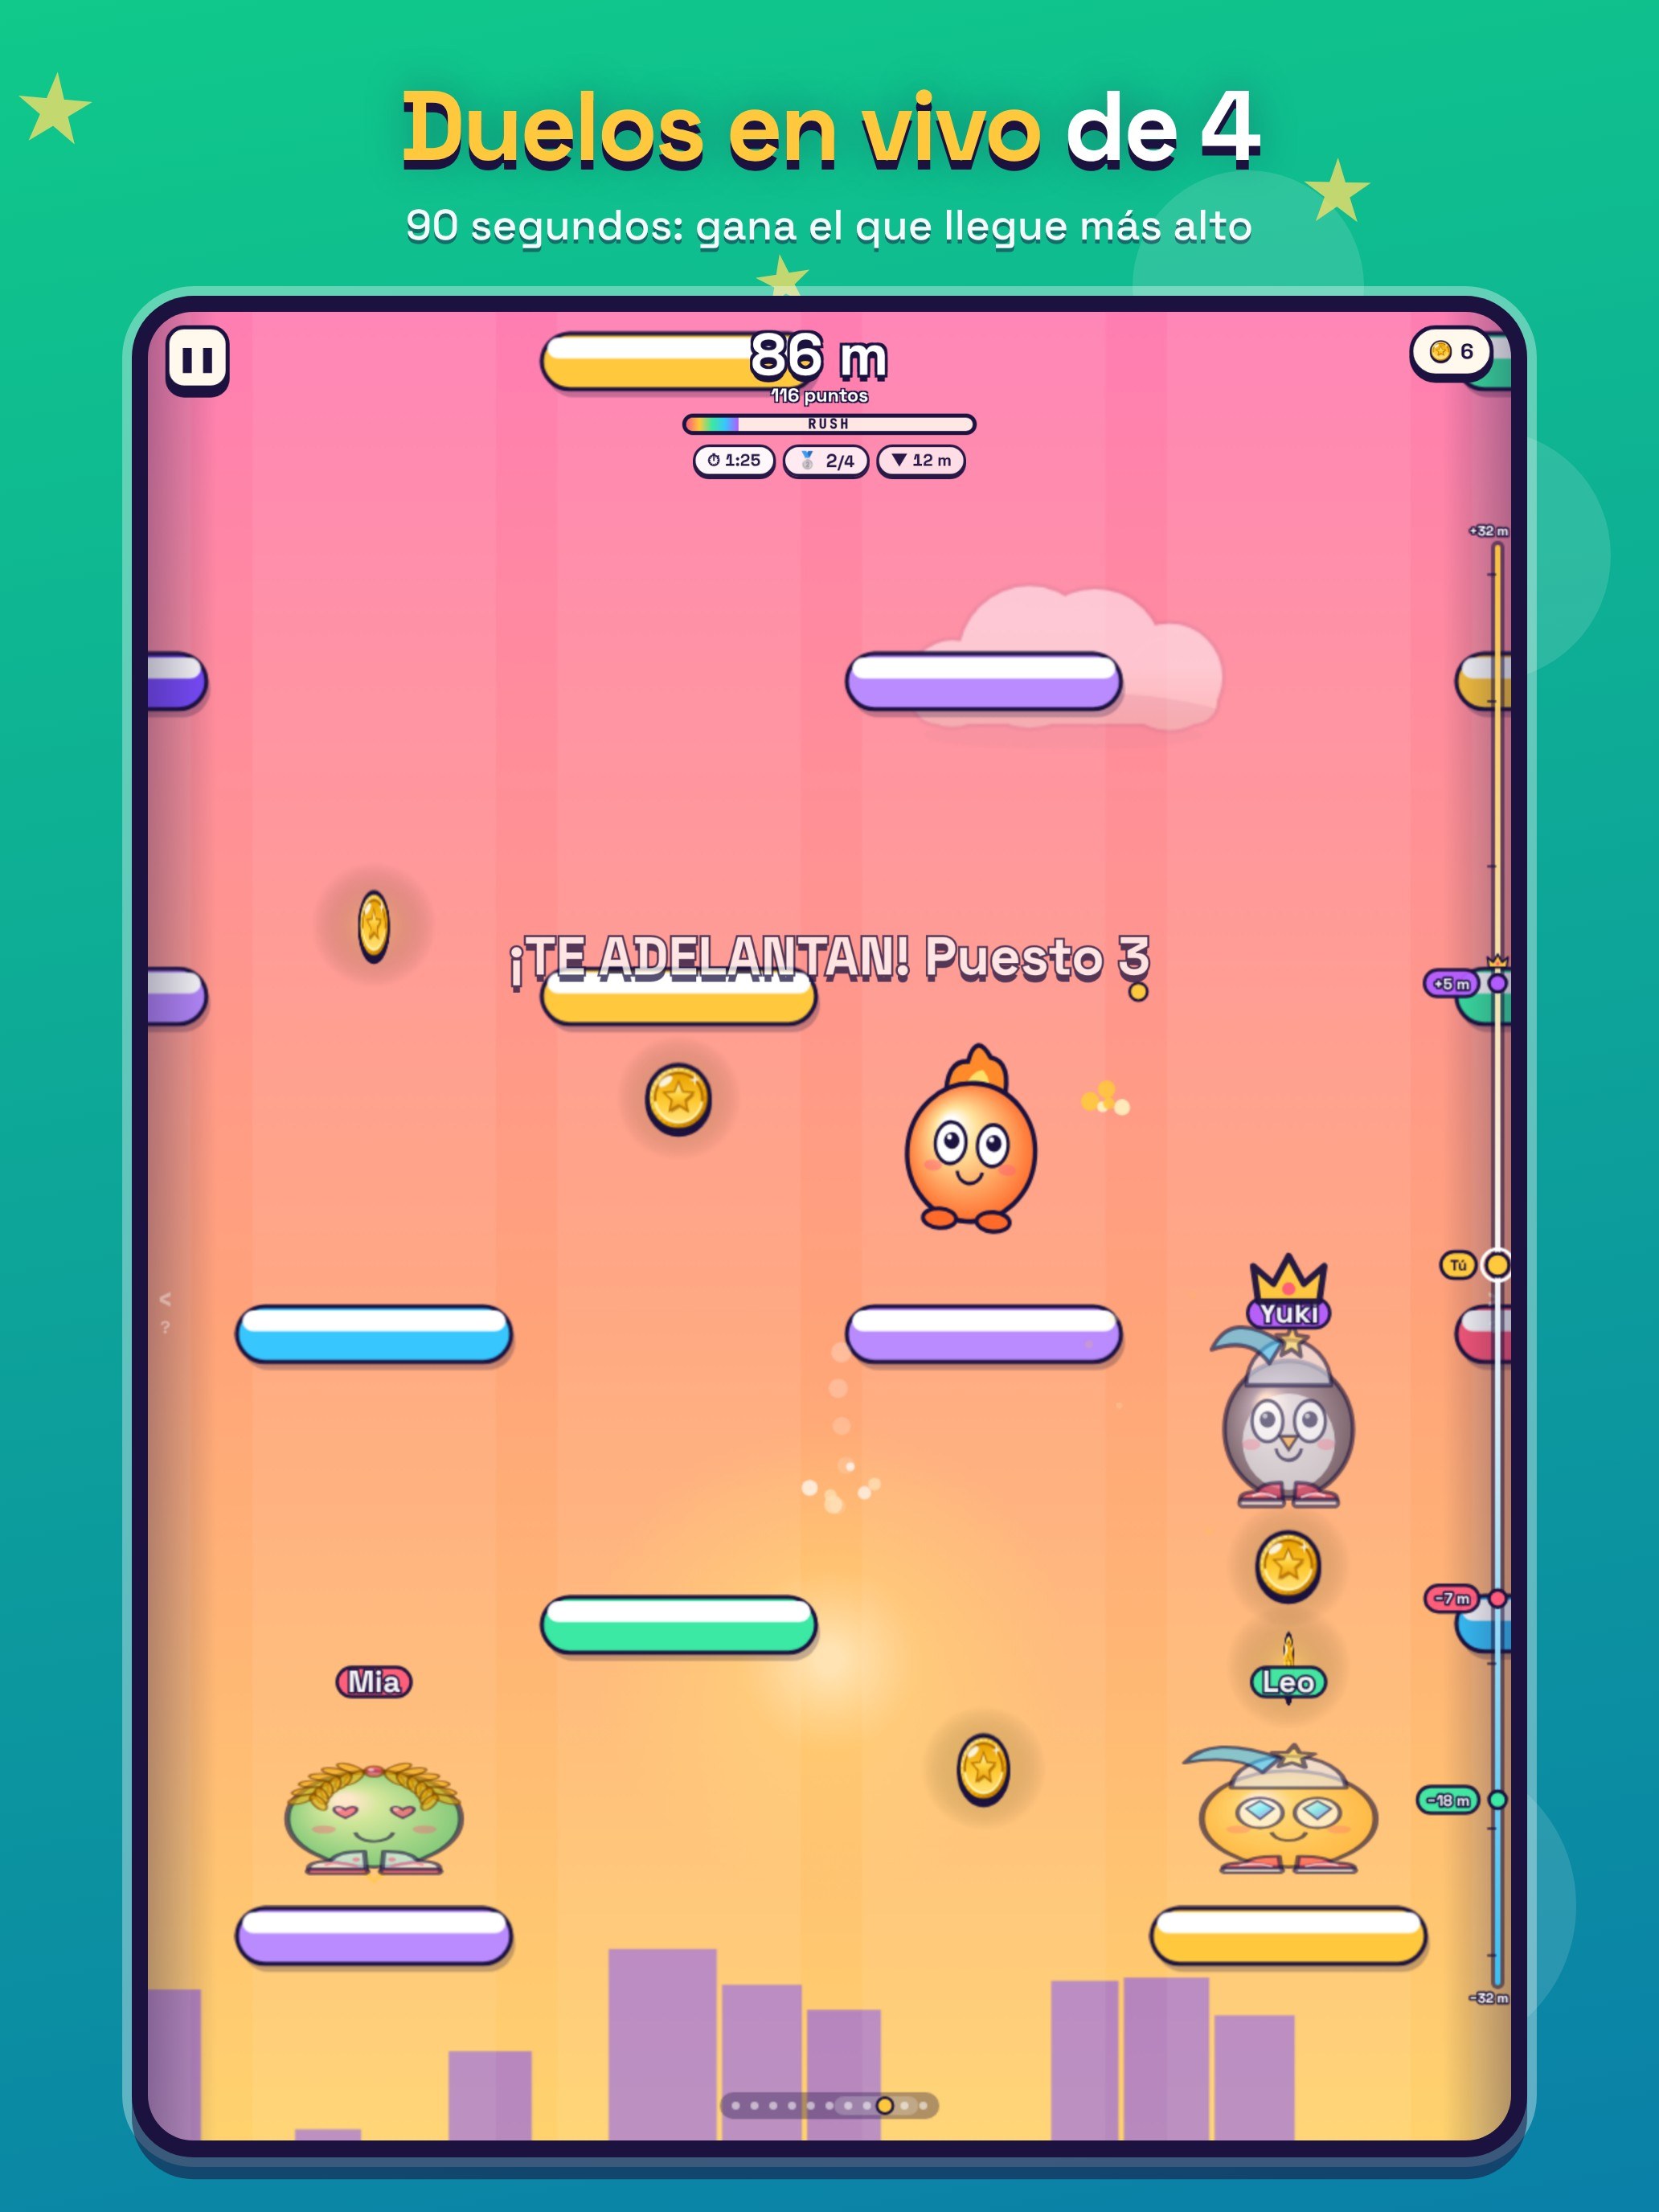 Duelos en vivo de 4
90 segundos: gana el que llegue más alto
86 m
6
116 puntos
RUSH
1:25
2/4
▼ 12 m
+32 m
¡TE ADELANTAN! Puesto 3
+5 m
Tú
<
?
Yuki
-7 m
Mia
Leo
-18 m
-32 m